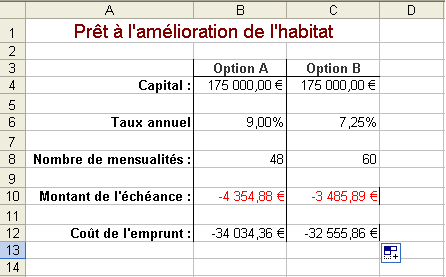 A B C D
1 Prêt à l'amélioration de l'habitat
2
3 Option A Option B
4 Capital : 175 000,00 € 175 000,00 €
5
6 Taux annuel 9,00% 7,25%
7
8 Nombre de mensualités : 48 60
9
10 Montant de l'échéance : -4 354,88 € -3 485,89 €
11
12 Coût de l'emprunt : -34 034,36 € -32 555,86 €
13
14